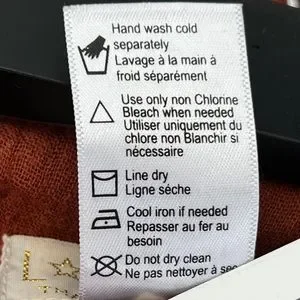 Hand wash cold
separately
Lavage à la main à
froid séparément
Use only non Chlorine
Bleach when needed
Utiliser uniquement du
chlore non Blanchir si
nécessaire
Line dry
Ligne séche
Cool iron if needed
Repasser au fer au
besoin
Do not dry clean
Ne pas nettoyer à sec